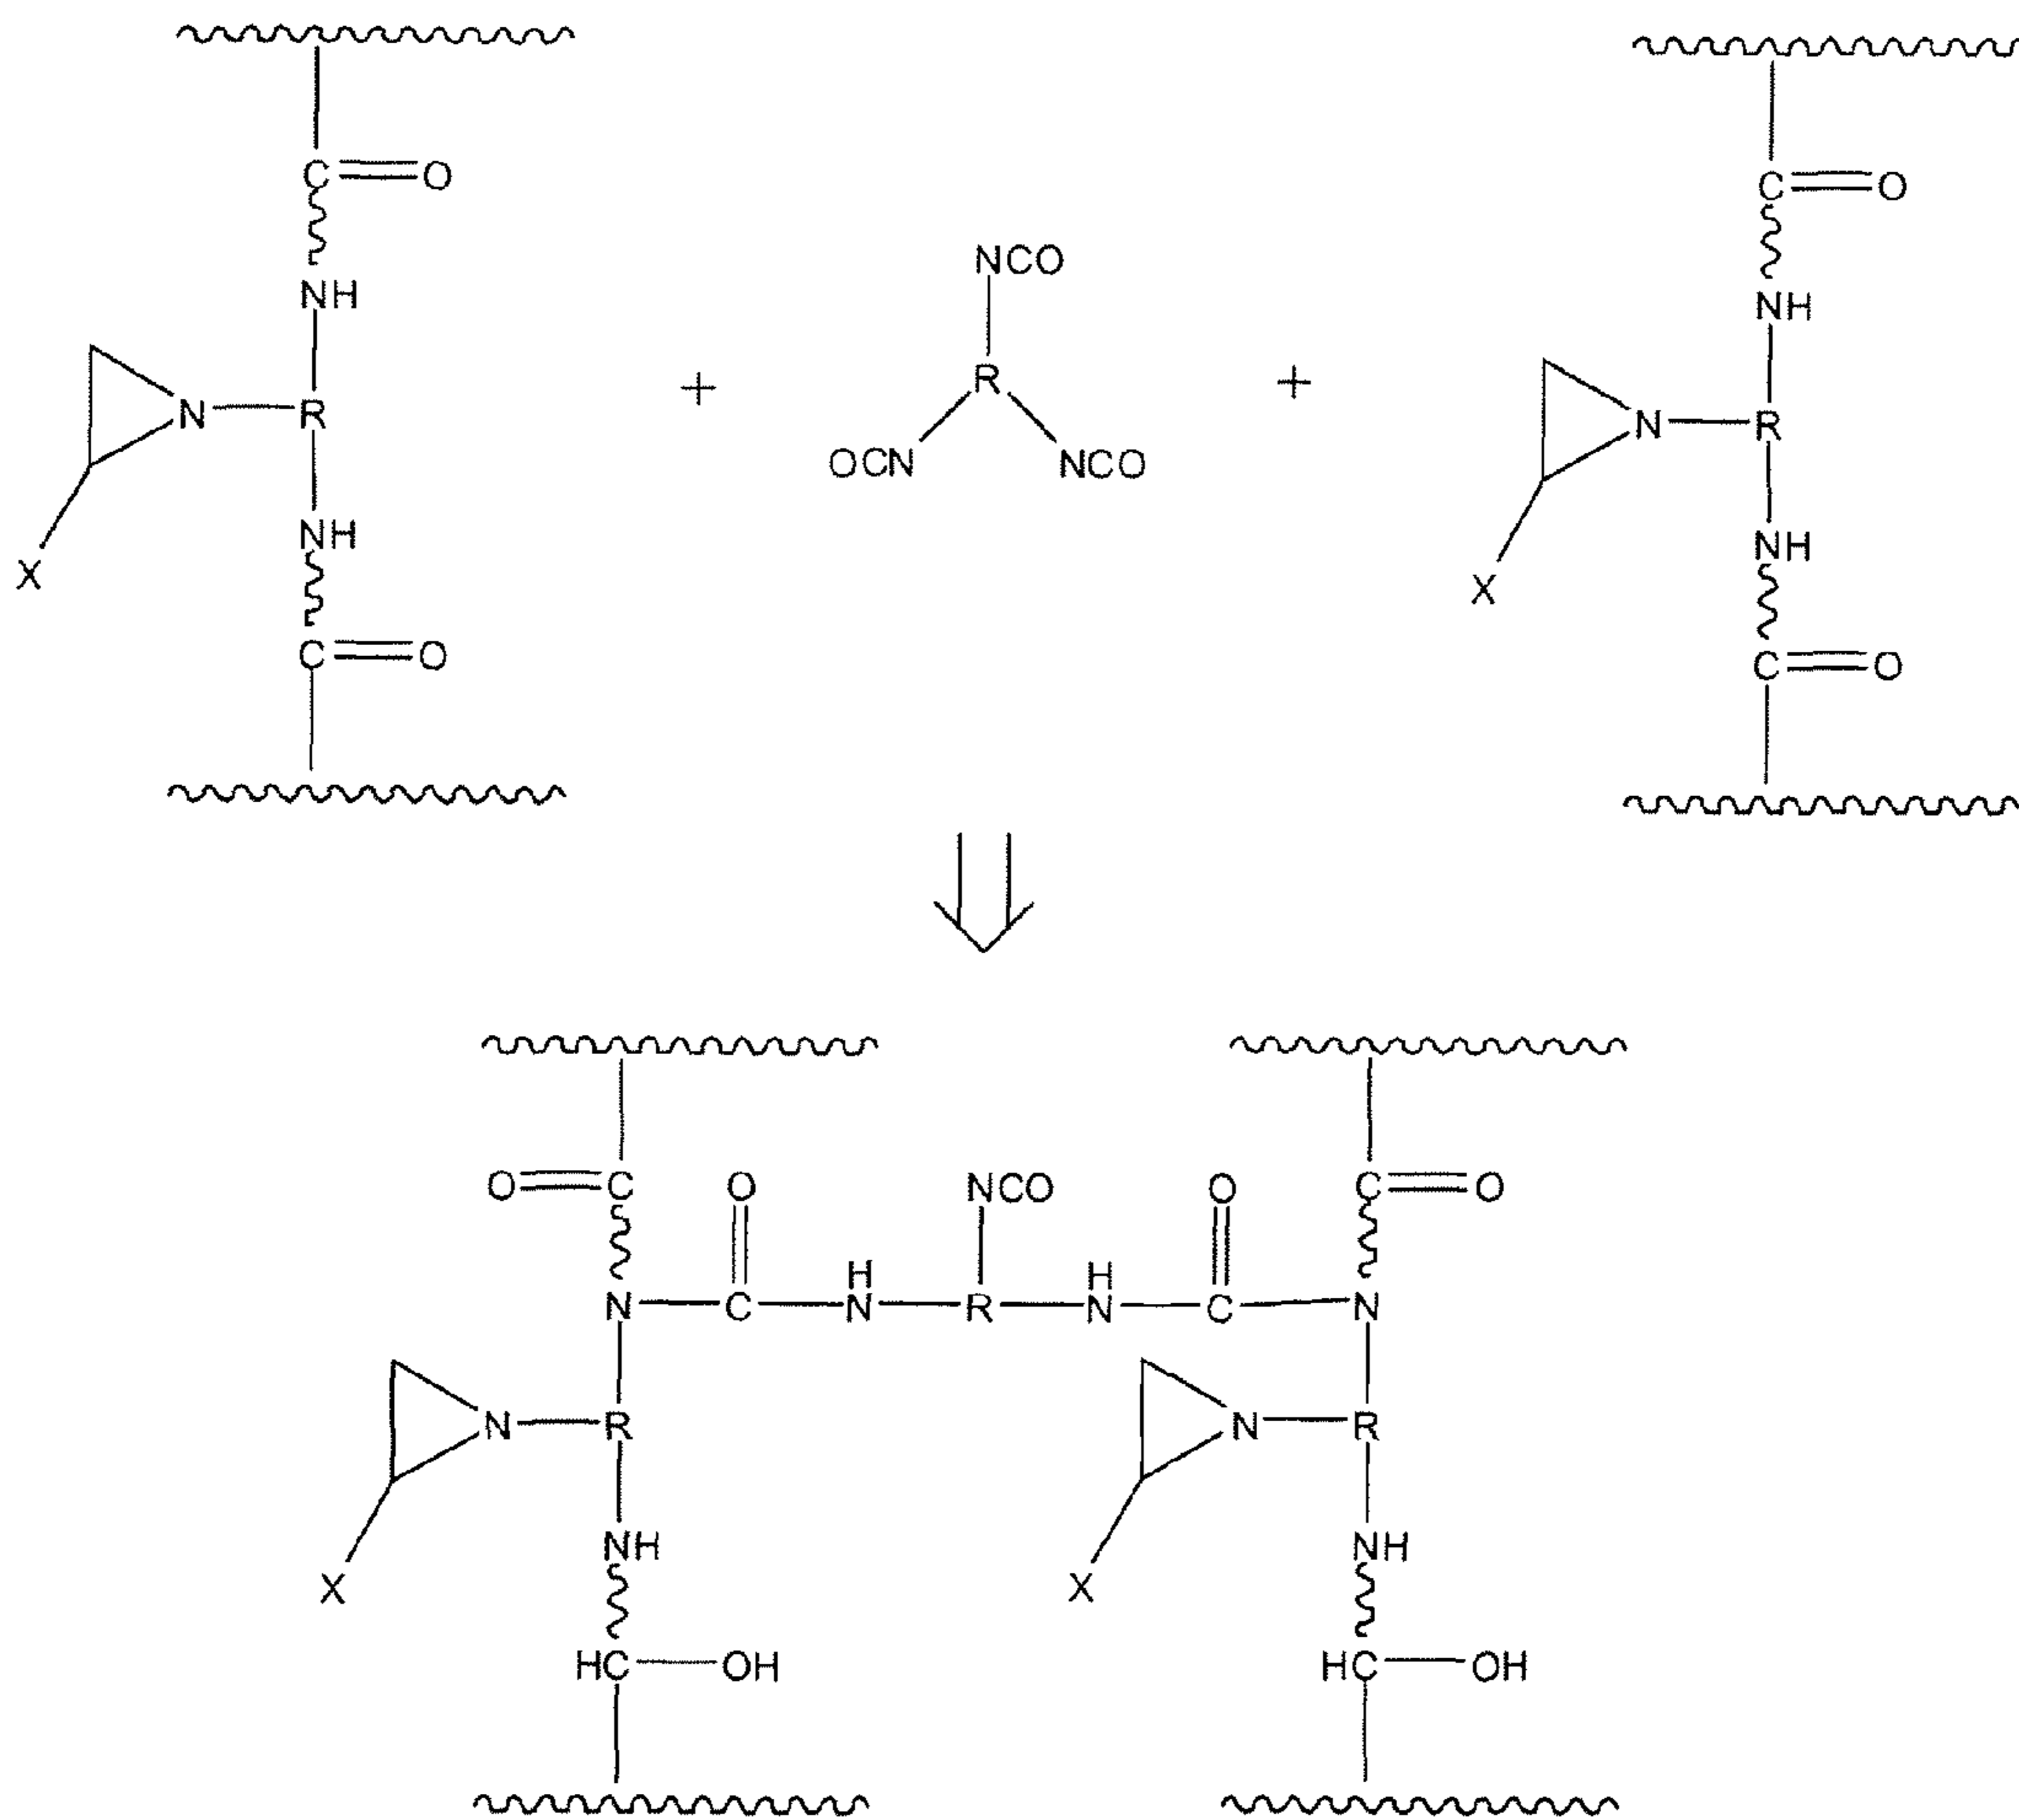 C O C O
NCO
NH NH
R
N R + + N R
OCN NCO
NH NH
X X
C O C O
O C O NCO O C O
H H
N C N R N C N
N R N R
NH NH
X X
HC OH HC OH